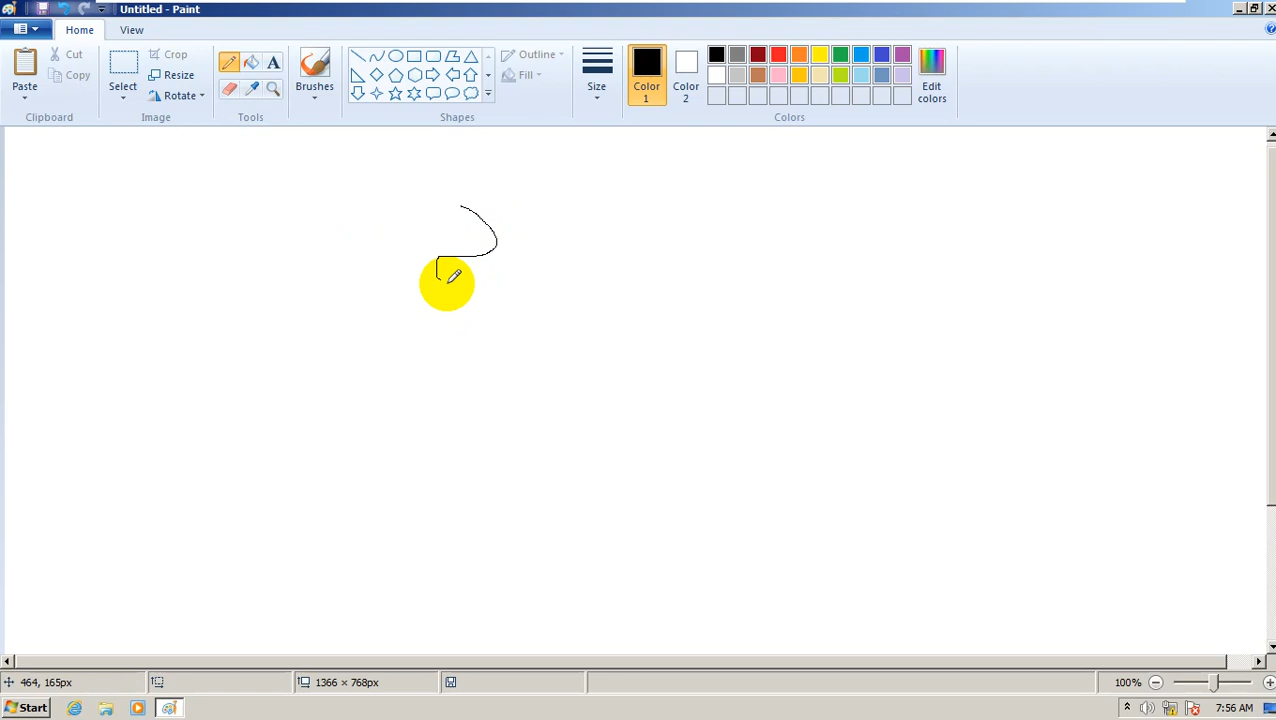 Untitled - Paint
Home View
Paste
Cut
Copy
Clipboard
Select
Crop
Resize
Rotate
Image
A
Tools
Brushes
Outline
Fill
Shapes
Size
Color 1
Color 2
Edit colors
Colors
464, 165px 1366 × 768px 100%
Start 7:56 AM